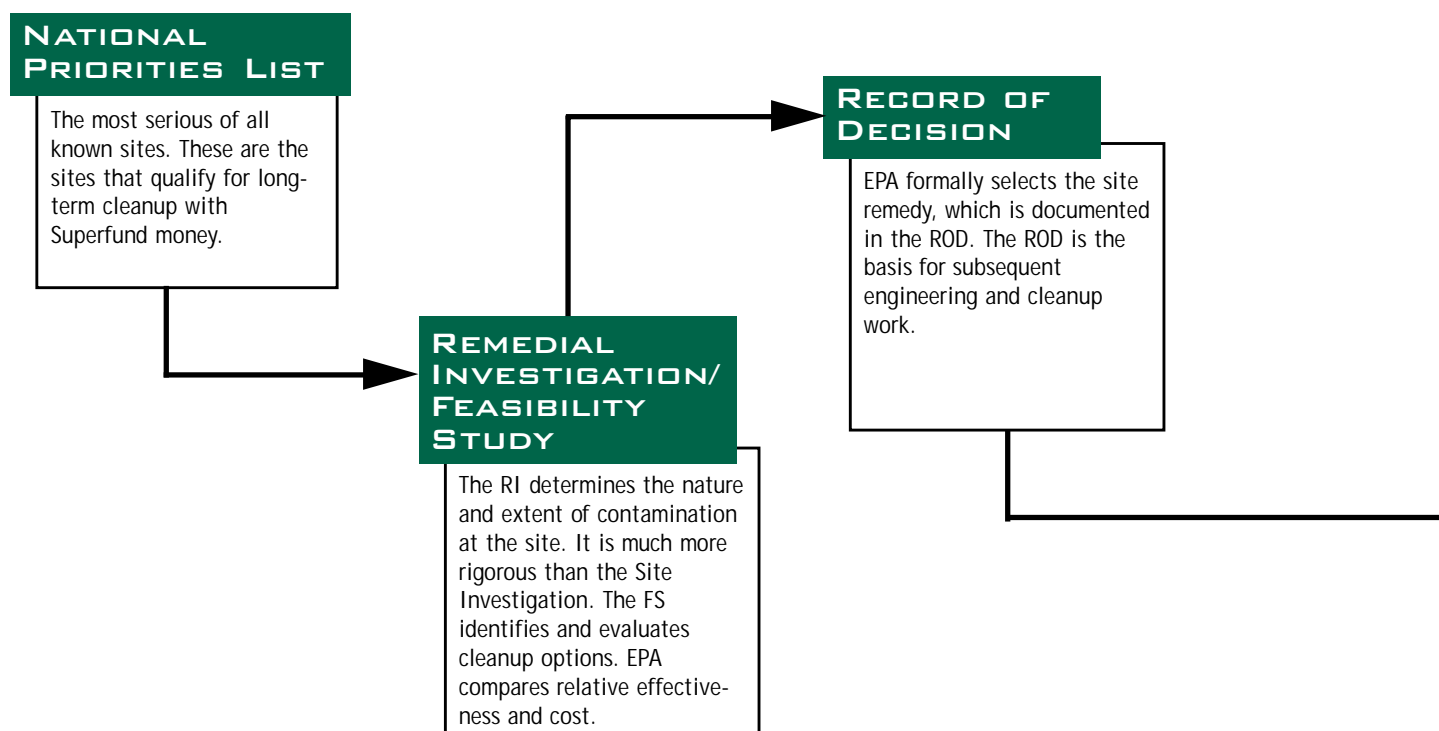 NATIONAL
PRIORITIES LIST
The most serious of all
known sites. These are the
sites that qualify for long-
term cleanup with
Superfund money.
REMEDIAL
INVESTIGATION/
FEASIBILITY
STUDY
The RI determines the nature
and extent of contamination
at the site. It is much more
rigorous than the Site
Investigation. The FS
identifies and evaluates
cleanup options. EPA
compares relative effective-
ness and cost.
RECORD OF
DECISION
EPA formally selects the site
remedy, which is documented
in the ROD. The ROD is the
basis for subsequent
engineering and cleanup
work.